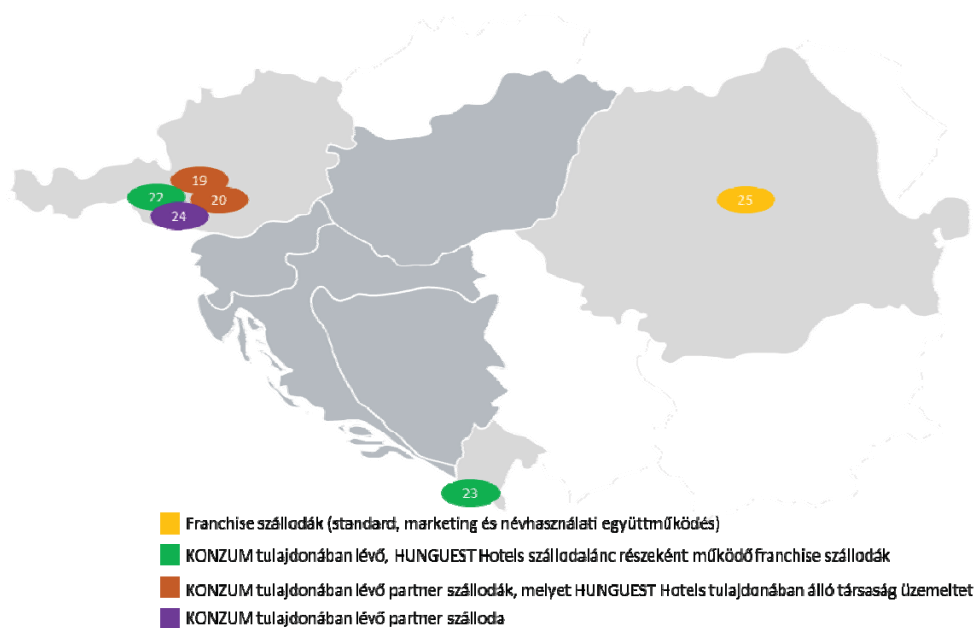 19
22
20
24
25
23
Franchise szállodák (standard, marketing és névhasználati együttműködés)
KONZUM tulajdonában lévő, HUNGUEST Hotels szállodalánc részeként működő franchise szállodák
KONZUM tulajdonában lévő partner szállodák, melyet HUNGUEST Hotels tulajdonában álló társaság üzemeltet
KONZUM tulajdonában lévő partner szálloda